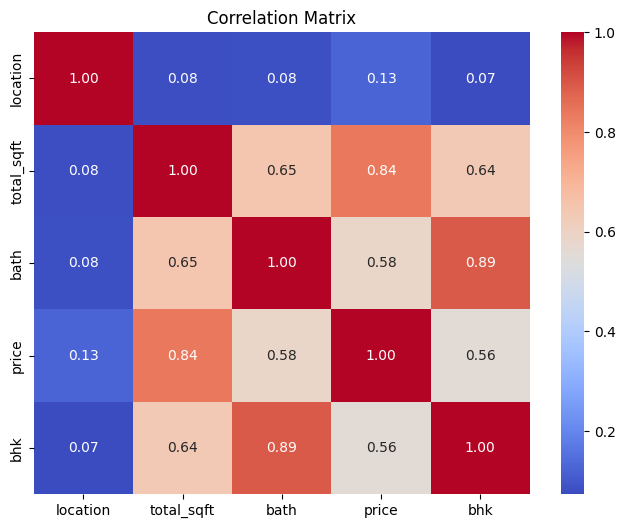 Correlation Matrix
location 1.00 0.08 0.08 0.13 0.07
total_sqft 0.08 1.00 0.65 0.84 0.64
bath 0.08 0.65 1.00 0.58 0.89
price 0.13 0.84 0.58 1.00 0.56
bhk 0.07 0.64 0.89 0.56 1.00
location total_sqft bath price bhk
1.0
0.8
0.6
0.4
0.2